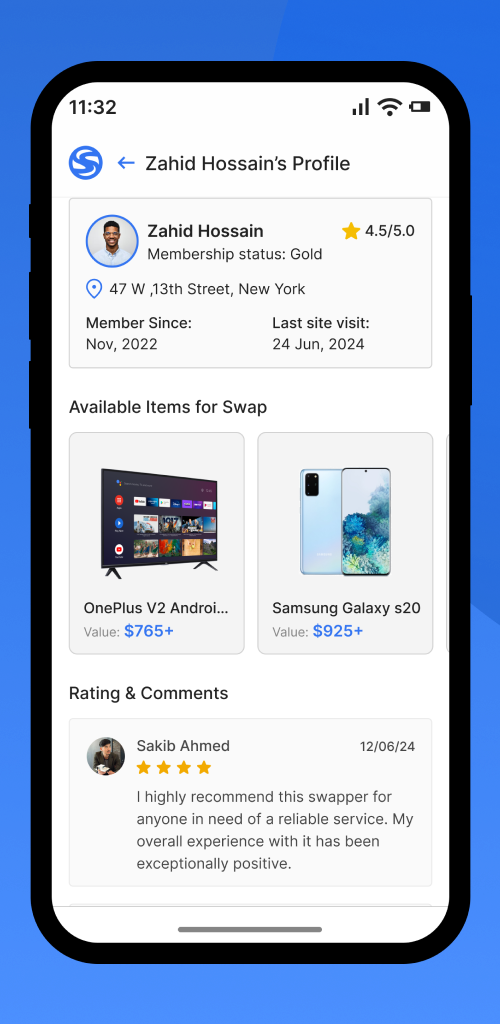 11:32
Zahid Hossain's Profile
Zahid Hossain
4.5/5.0
Membership status: Gold
47 W ,13th Street, New York
Member Since:
Last site visit:
Nov, 2022
24 Jun, 2024
Available Items for Swap
OnePlus V2 Androi...
Samsung Galaxy s20
Value: $765+
Value: $925+
Rating & Comments
Sakib Ahmed
12/06/24
I highly recommend this swapper for
anyone in need of a reliable service. My
overall experience with it has been
exceptionally positive.